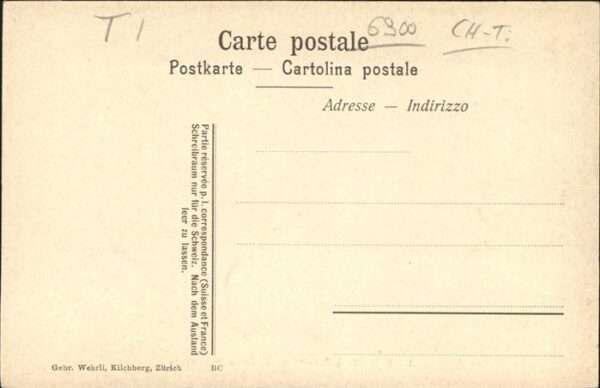 T 1
6900
CH-T.
Carte postale
Postkarte — Cartolina postale
Adresse — Indirizzo
Partie réservée p. l. correspondance (Suisse et France)
Schreibraum nur für die Schweiz. Nach dem Ausland
leer zu lassen.
Gebr. Wehrli, Kilchberg, Zürich BC